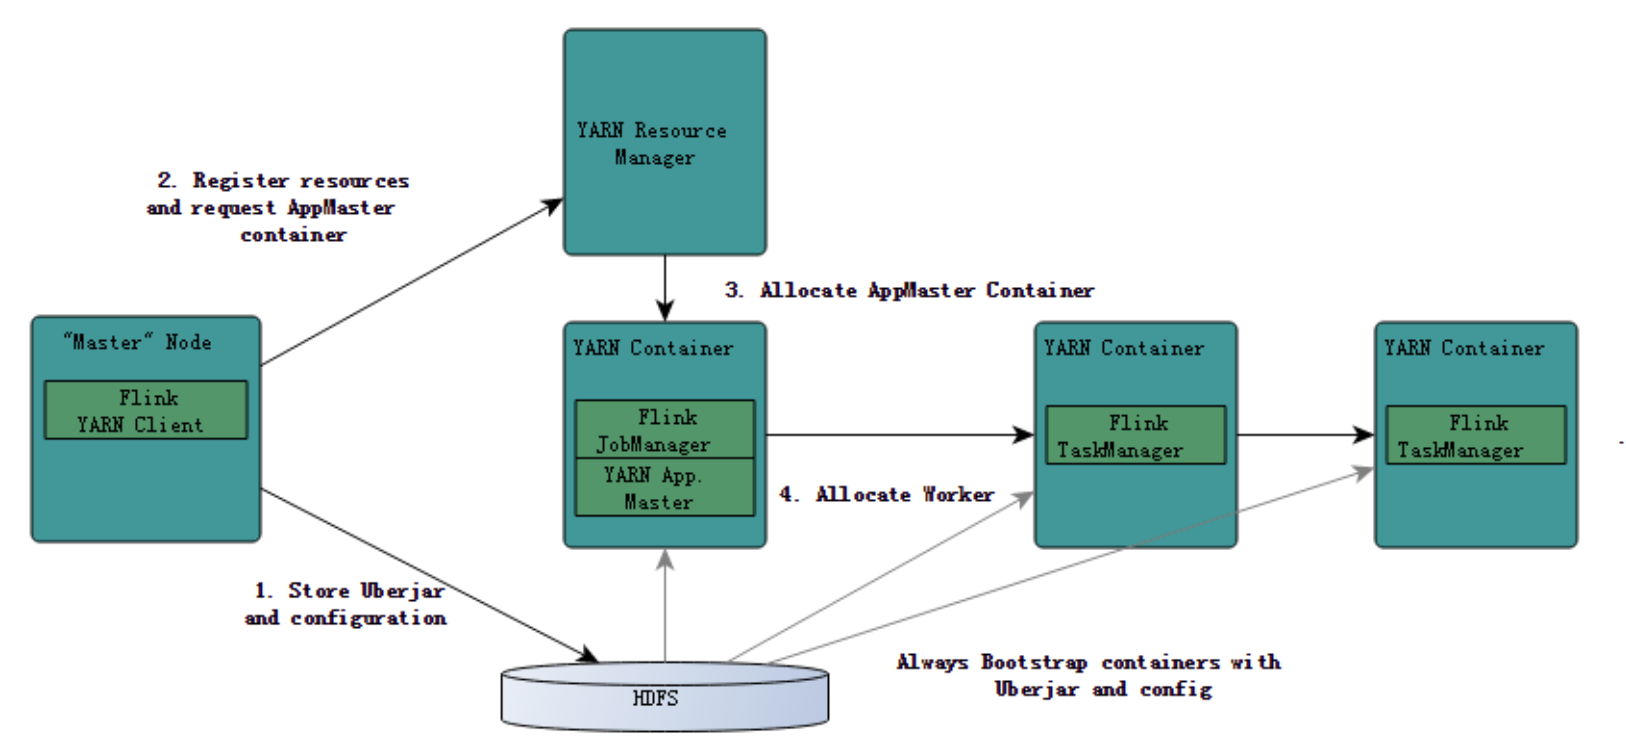 YARN Resource
Manager
2. Register resources
and request AppMaster
container
3. Allocate AppMaster Container
"Master" Node
Flink
YARN Client
YARN Container
Flink
JobManager
YARN App.
Master
YARN Container
Flink
TaskManager
YARN Container
Flink
TaskManager
4. Allocate Worker
1. Store Uberjar
and configuration
Always Bootstrap containers with
Uberjar and config
HDFS